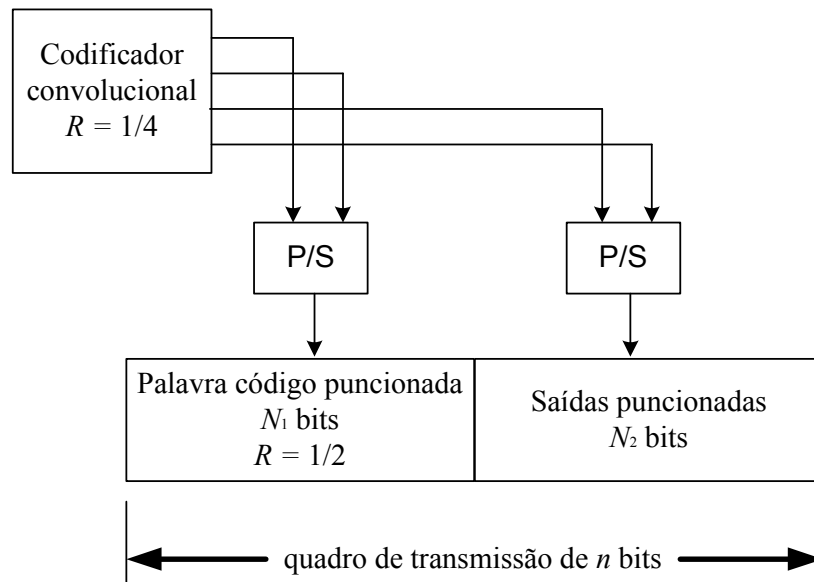 Codificador
convolucional
R = 1/4
P/S
P/S
Palavra código puncionada
N1 bits
R = 1/2
Saídas puncionadas
N2 bits
quadro de transmissão de n bits